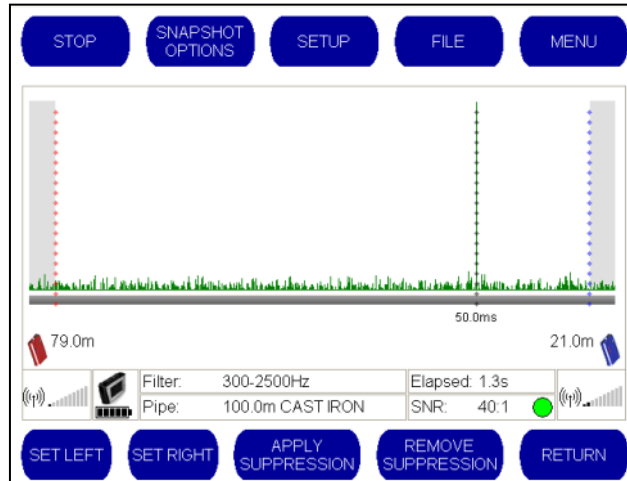 STOP
SNAPSHOT
OPTIONS
SETUP
FILE
MENU
50.0ms
79.0m
21.0m
Filter: 300-2500Hz
Elapsed: 1.3s
Pipe: 100.0m CAST IRON
SNR: 40:1
SET LEFT
SET RIGHT
APPLY
SUPPRESSION
REMOVE
SUPPRESSION
RETURN